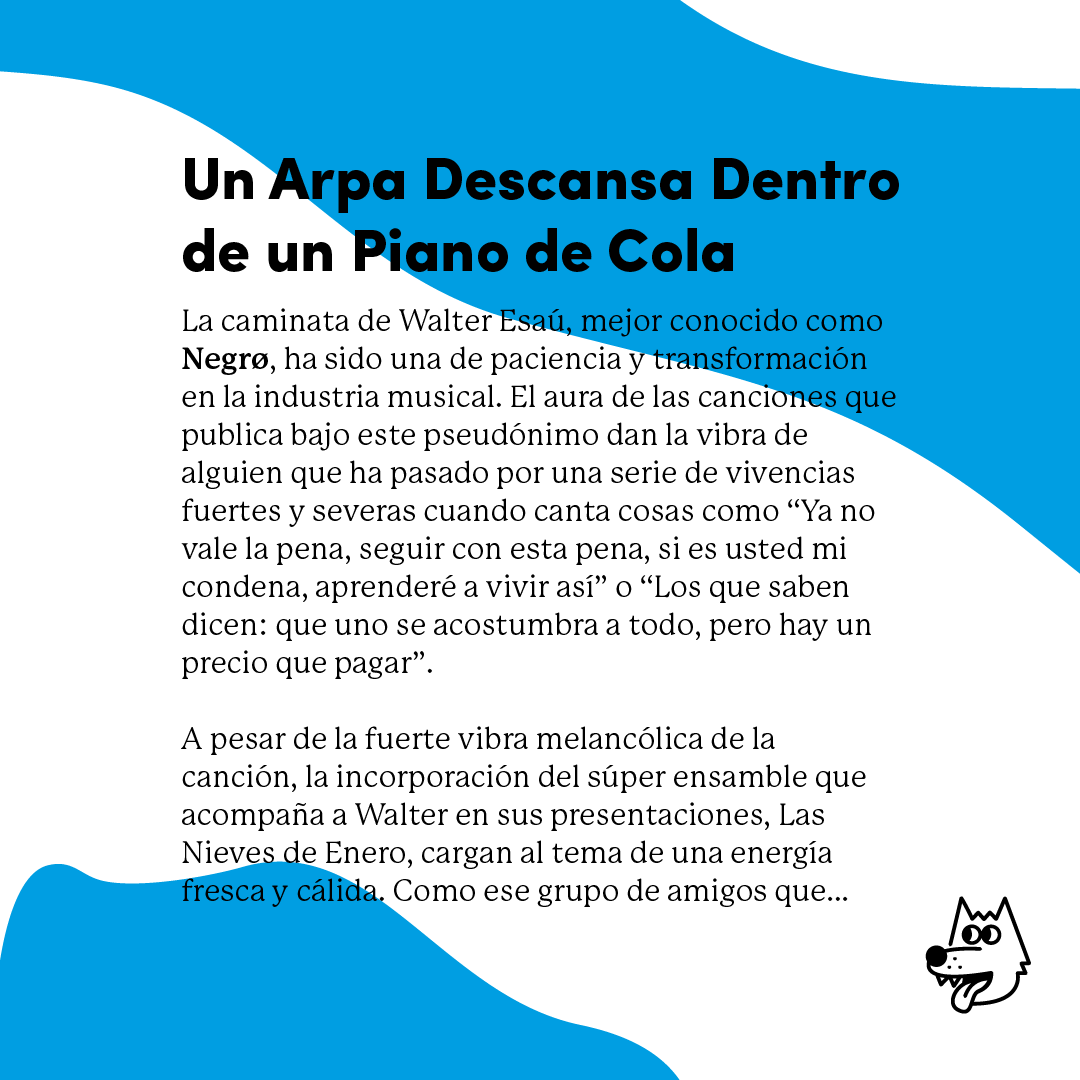 Un Arpa Descansa Dentro
de un Piano de Cola
La caminata de Walter Esaú, mejor conocido como
Negrø, ha sido una de paciencia y transformación
en la industria musical. El aura de las canciones que
publica bajo este pseudónimo dan la vibra de
alguien que ha pasado por una serie de vivencias
fuertes y severas cuando canta cosas como “Ya no
vale la pena, seguir con esta pena, si es usted mi
condena, aprenderé a vivir así” o “Los que saben
dicen: que uno se acostumbra a todo, pero hay un
precio que pagar”.
A pesar de la fuerte vibra melancólica de la
canción, la incorporación del súper ensamble que
acompaña a Walter en sus presentaciones, Las
Nieves de Enero, cargan al tema de una energía
fresca y cálida. Como ese grupo de amigos que...